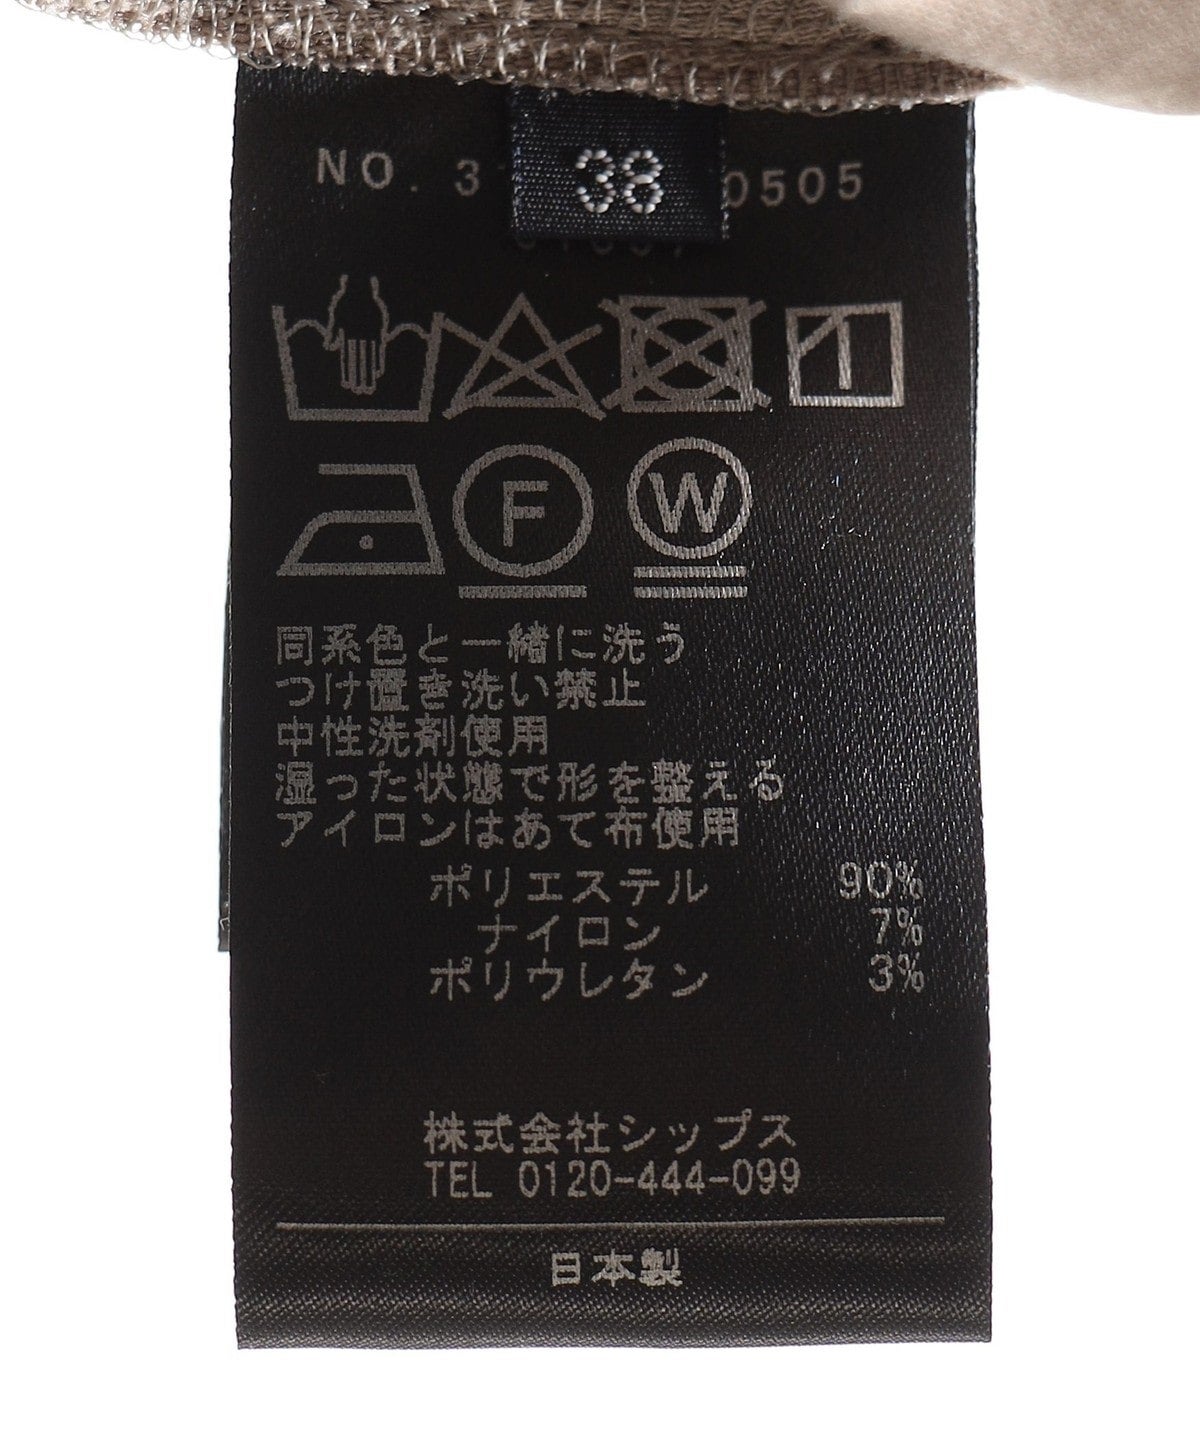 38
同系色と一緒に洗う
つけ置き洗い禁止
中性洗剤使用
湿った状態で形を整える
アイロンはあて布使用
ポリエステル 90%
ナイロン 7%
ポリウレタン 3%
株式会社シップス
TEL 0120-444-099
日本製
NO. 3 0505
F W